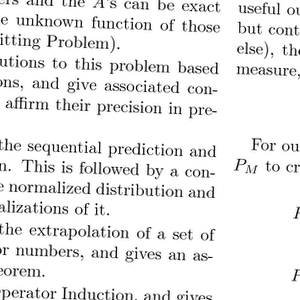 and the A's can be exact
e unknown function of those
itting Problem).
utions to this problem based
ons, and give associated con-
affirm their precision in pre-
the sequential prediction and
n. This is followed by a con-
e normalized distribution and
alizations of it.
the extrapolation of a set of
or numbers, and gives an as-
eorem.
Operator Induction, and gives
useful ou
but cont
else), the
measure,
For ou
P_M to cr
P
P